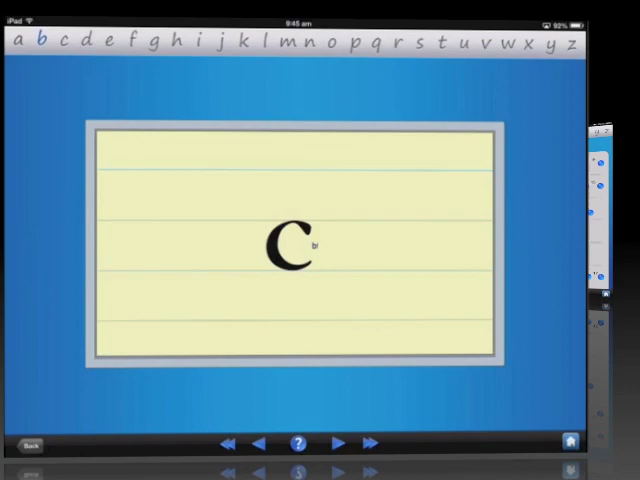 iPad 9:45 am 92%
a b c d e f g h i j k l m n o p q r s t u v w x y z
c
Back ?
y z